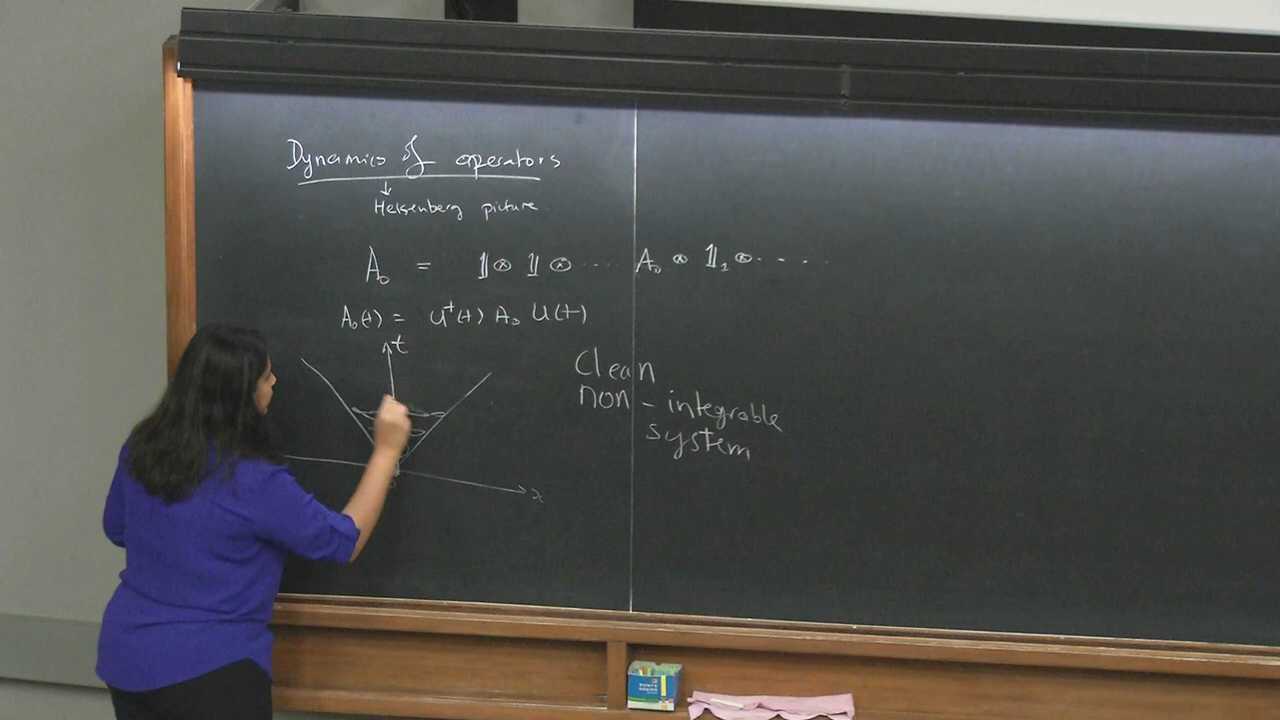 Dynamics of operators
↓
Heisenberg picture
A₀ = 𝟙 ⊗ 𝟙 ⊗ .... A₀ ⊗ 𝟙₁ ⊗ ....
A₀(t) = U†(t) A₀ U(t)
t
Clean
non-integrable
system
x